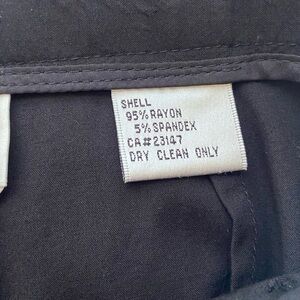 SHELL
95% RAYON
5% SPANDEX
CA# 23147
DRY CLEAN ONLY